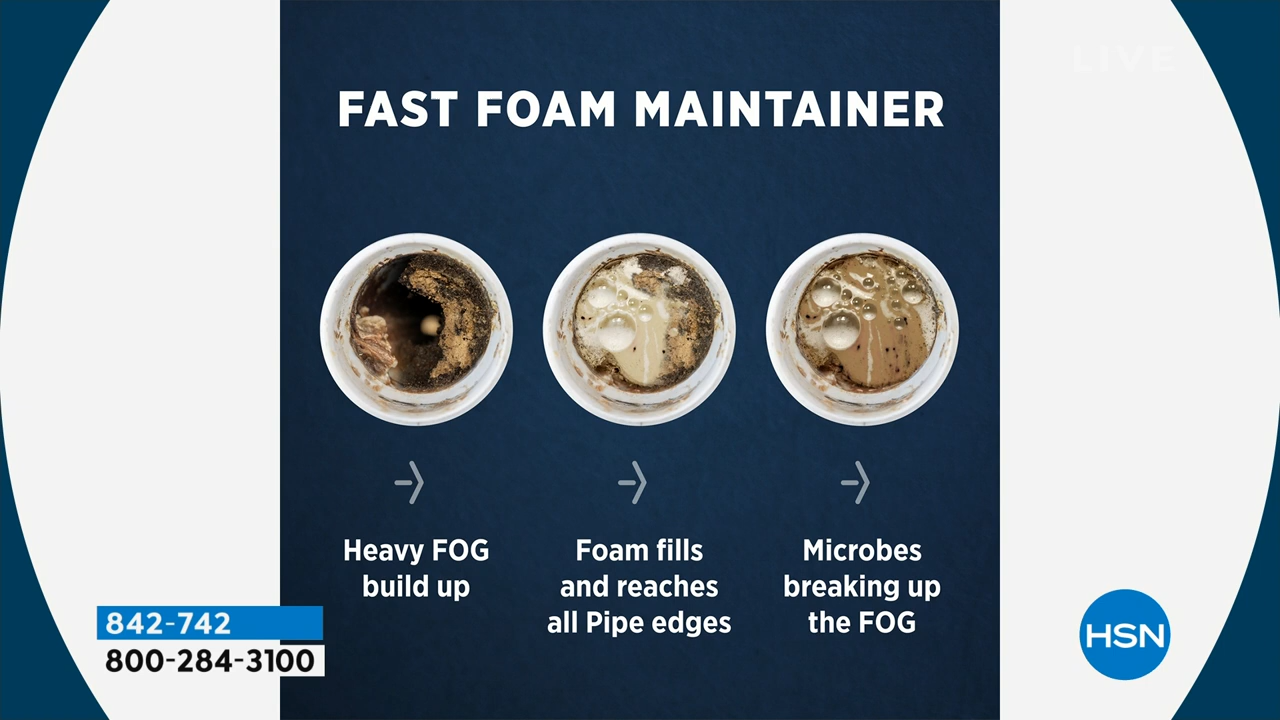 LIVE
FAST FOAM MAINTAINER
Heavy FOG
build up
Foam fills
and reaches
all Pipe edges
Microbes
breaking up
the FOG
842-742
800-284-3100
HSN